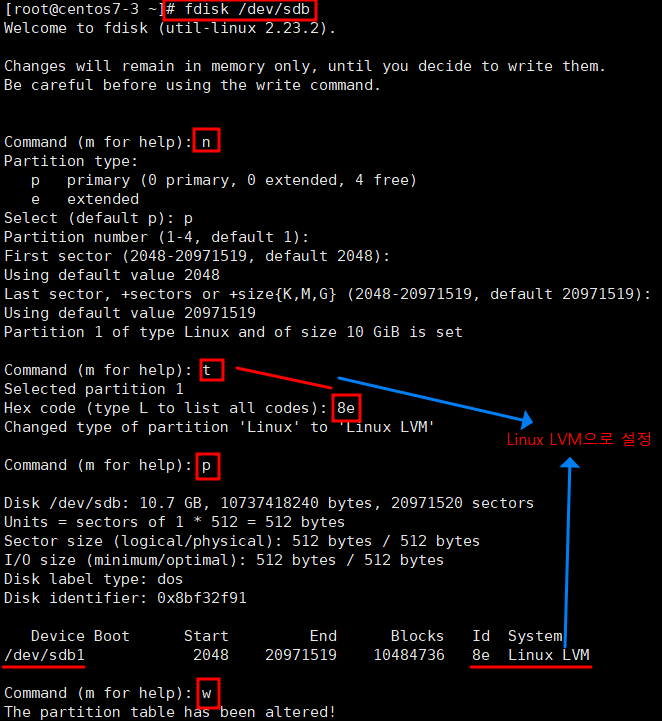 [root@centos7-3 ~]# fdisk /dev/sdb
Welcome to fdisk (util-linux 2.23.2).
Changes will remain in memory only, until you decide to write them.
Be careful before using the write command.
Command (m for help): n
Partition type:
   p   primary (0 primary, 0 extended, 4 free)
   e   extended
Select (default p): p
Partition number (1-4, default 1):
First sector (2048-20971519, default 2048):
Using default value 2048
Last sector, +sectors or +size{K,M,G} (2048-20971519, default 20971519):
Using default value 20971519
Partition 1 of type Linux and of size 10 GiB is set
Command (m for help): t
Selected partition 1
Hex code (type L to list all codes): 8e
Changed type of partition 'Linux' to 'Linux LVM'
Linux LVM으로 설정
Command (m for help): p
Disk /dev/sdb: 10.7 GB, 10737418240 bytes, 20971520 sectors
Units = sectors of 1 * 512 = 512 bytes
Sector size (logical/physical): 512 bytes / 512 bytes
I/O size (minimum/optimal): 512 bytes / 512 bytes
Disk label type: dos
Disk identifier: 0x8bf32f91
   Device Boot      Start         End      Blocks   Id  System
/dev/sdb1            2048    20971519    10484736   8e  Linux LVM
Command (m for help): w
The partition table has been altered!